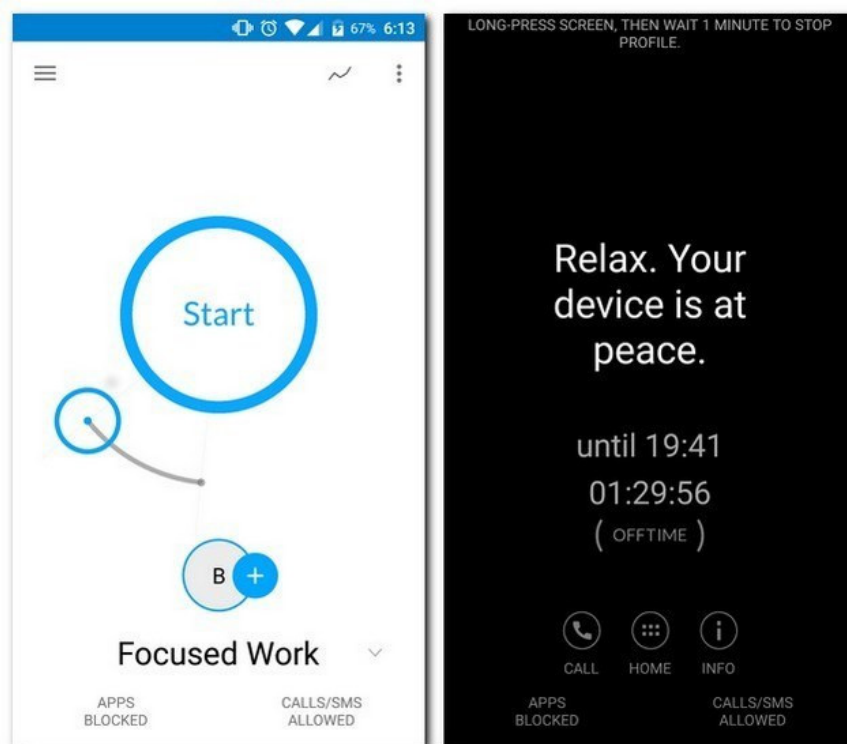 67% 6:13
Start
B +
Focused Work
APPS
BLOCKED
CALLS/SMS
ALLOWED
LONG-PRESS SCREEN, THEN WAIT 1 MINUTE TO STOP
PROFILE.
Relax. Your
device is at
peace.
until 19:41
01:29:56
( OFFTIME )
CALL
HOME
INFO
APPS
BLOCKED
CALLS/SMS
ALLOWED